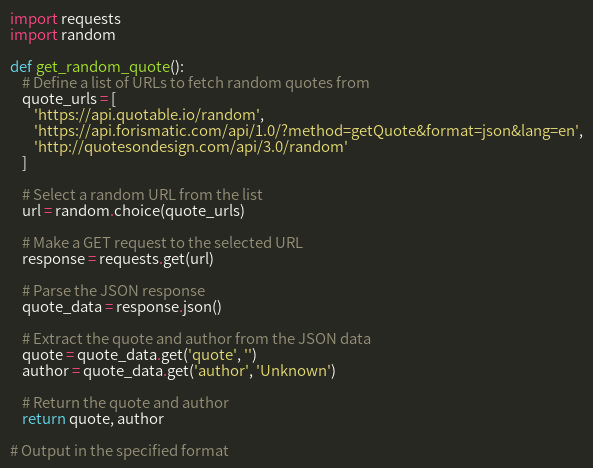 import requests
import random

def get_random_quote():
    # Define a list of URLs to fetch random quotes from
    quote_urls = [
        'https://api.quotable.io/random',
        'https://api.forismatic.com/api/1.0/?method=getQuote&format=json&lang=en',
        'http://quotesondesign.com/api/3.0/random'
    ]

    # Select a random URL from the list
    url = random.choice(quote_urls)

    # Make a GET request to the selected URL
    response = requests.get(url)

    # Parse the JSON response
    quote_data = response.json()

    # Extract the quote and author from the JSON data
    quote = quote_data.get('quote', '')
    author = quote_data.get('author', 'Unknown')

    # Return the quote and author
    return quote, author

# Output in the specified format